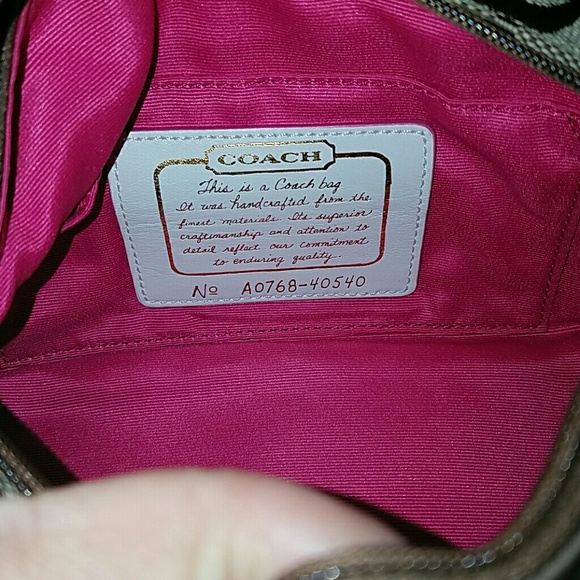 COACH
This is a Coach bag
It was handcrafted from the
finest materials. Its superior
craftsmanship and attention to
detail reflect our commitment
to enduring quality.
Nº A0768-40540